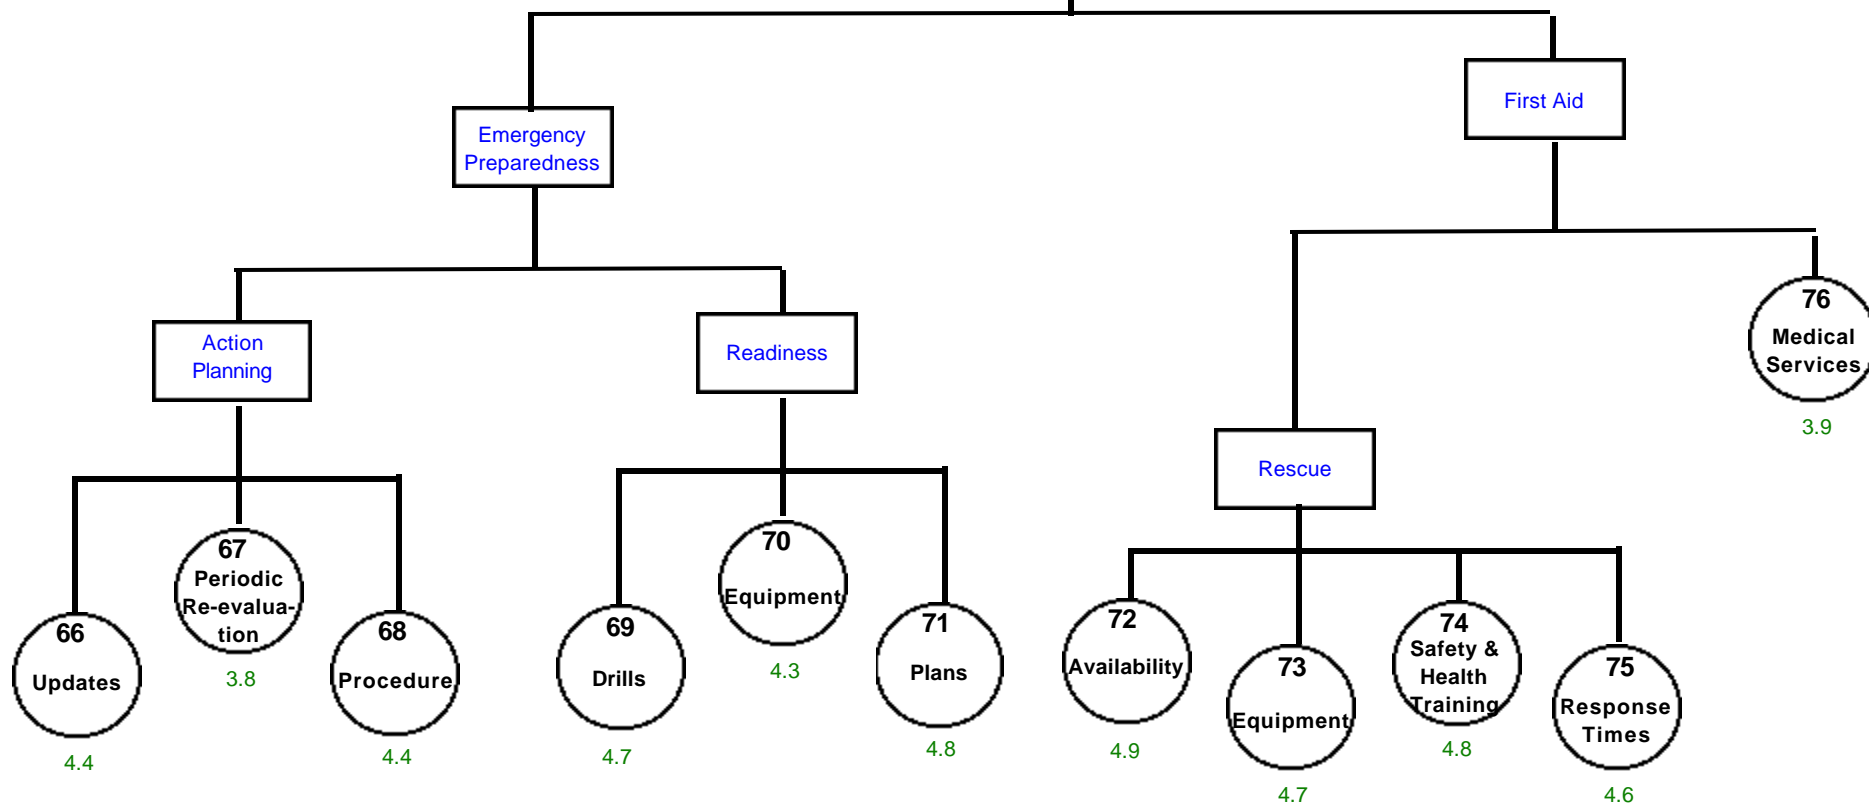 First Aid
Emergency
Preparedness
Action
Planning
Readiness
76
Medical
Services
3.9
Rescue
66
Updates
4.4
67
Periodic
Re-evalua-
tion
3.8
68
Procedure
4.4
69
Drills
4.7
70
Equipment
4.3
71
Plans
4.8
72
Availability
4.9
73
Equipment
4.7
74
Safety &
Health
Training
4.8
75
Response
Times
4.6